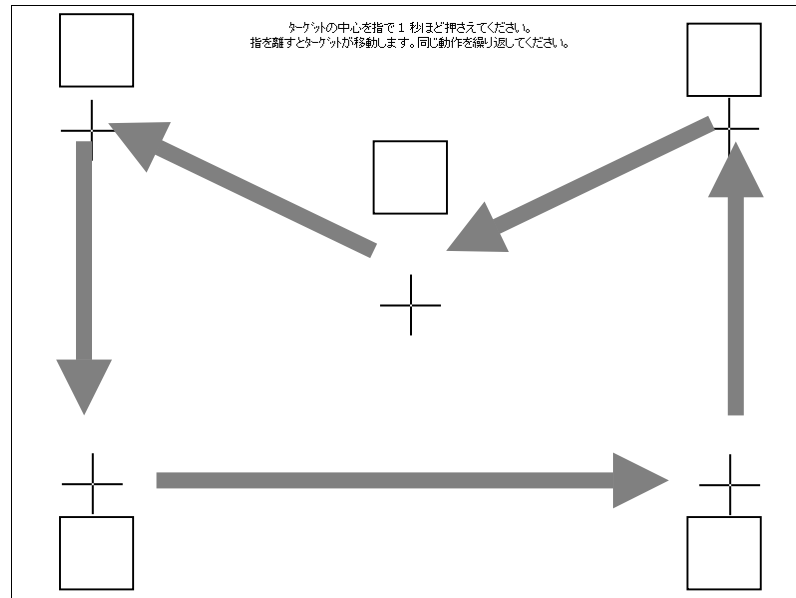 ターゲットの中心を指で 1 秒ほど押さえてください。
指を離すとターゲットが移動します。同じ動作を繰り返してください。